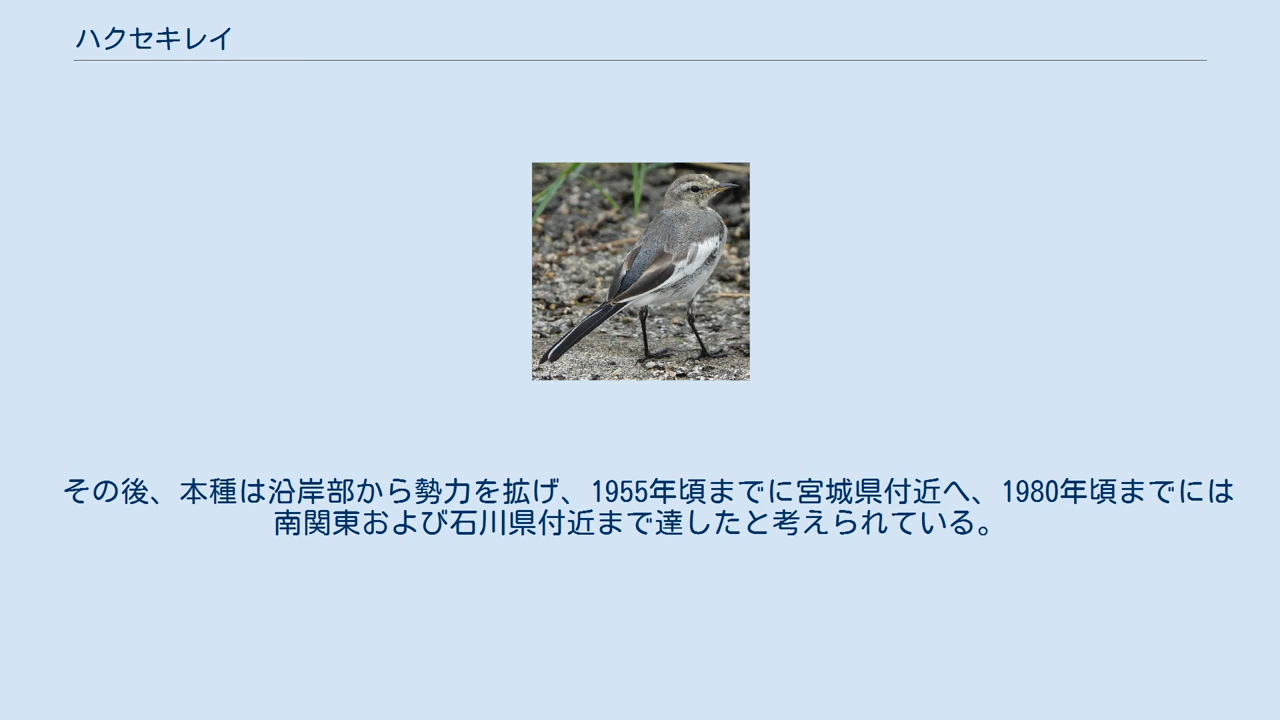 ハクセキレイ
その後、本種は沿岸部から勢力を拡げ、1955年頃までに宮城県付近へ、1980年頃までには
南関東および石川県付近まで達したと考えられている。